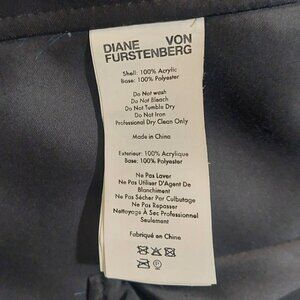 DIANE VON
FURSTENBERG
Shell: 100% Acrylic
Base: 100% Polyester
Do Not wash
Do not Bleach
Do Not Tumble Dry
Do Not Iron
Professional Dry Clean Only
Made in China
Exterieur: 100% Acrylique
Base: 100% Polyester
Ne Pas Laver
Ne Pas Utiliser D'Agent De
Blanchiment
Ne Pas Sécher Par Culbutage
Ne Pas Repasser
Nettoyage À Sec Professionnel
Seulement
Fabriqué en Chine